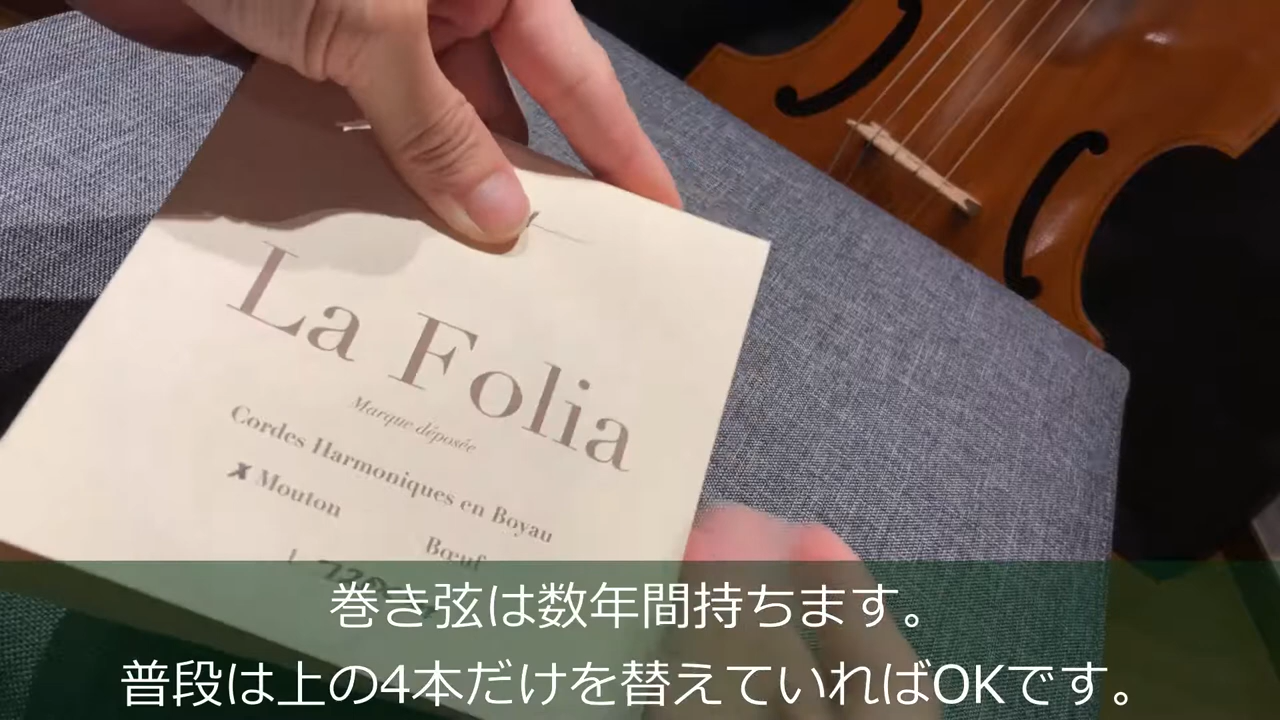 La Folia
Marque déposée
Cordes Harmoniques en Boyau
✗ Mouton
Bœuf
巻き弦は数年間持ちます。
普段は上の4本だけを替えていればOKです。